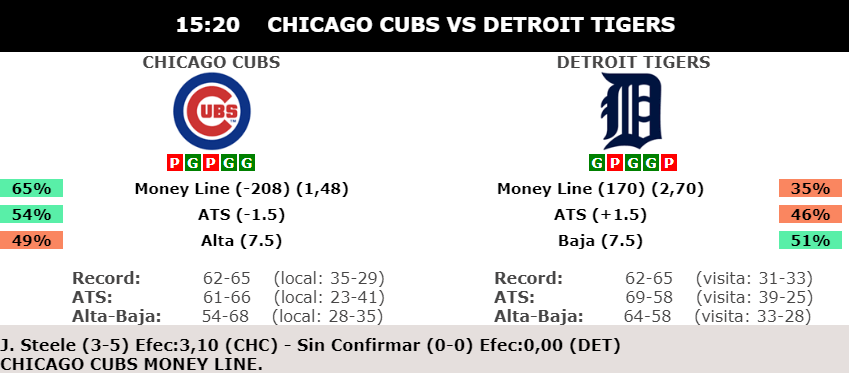 15:20 CHICAGO CUBS VS DETROIT TIGERS
CHICAGO CUBS DETROIT TIGERS
CUBS
TM
P G P G G G P G G P
65% Money Line (-208) (1,48) Money Line (170) (2,70) 35%
54% ATS (-1.5) ATS (+1.5) 46%
49% Alta (7.5) Baja (7.5) 51%
Record: 62-65 (local: 35-29) Record: 62-65 (visita: 31-33)
ATS: 61-66 (local: 23-41) ATS: 69-58 (visita: 39-25)
Alta-Baja: 54-68 (local: 28-35) Alta-Baja: 64-58 (visita: 33-28)
J. Steele (3-5) Efec:3,10 (CHC) - Sin Confirmar (0-0) Efec:0,00 (DET)
CHICAGO CUBS MONEY LINE.